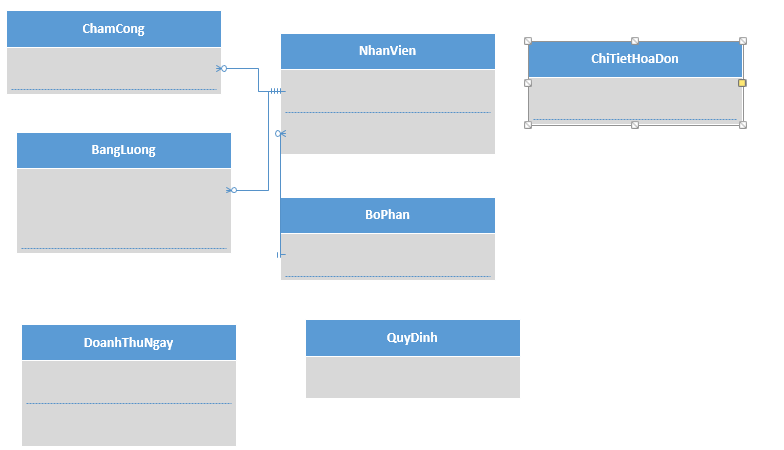 ChamCong
NhanVien
ChiTietHoaDon
BangLuong
BoPhan
DoanhThuNgay
QuyDinh